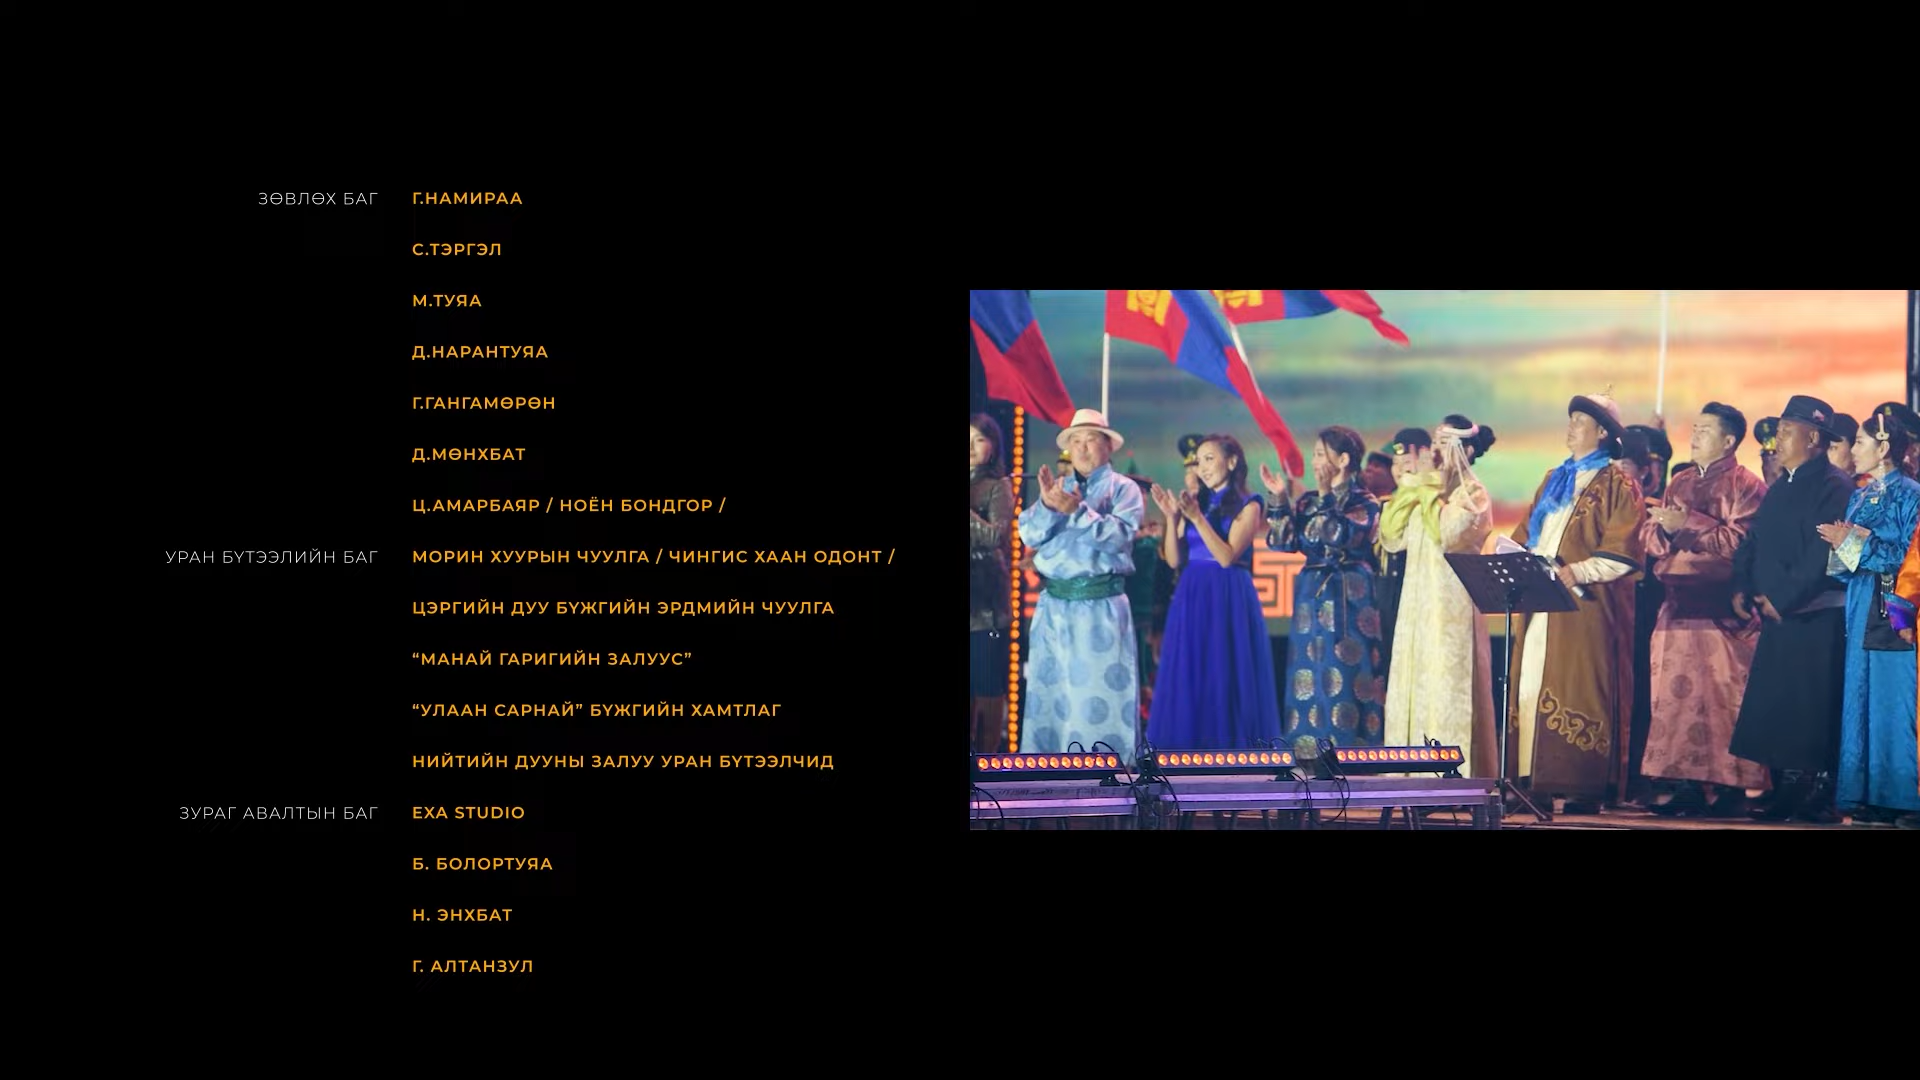 ЗӨВЛӨХ БАГ Г.НАМИРАА
С.ТЭРГЭЛ
М.ТУЯА
Д.НАРАНТУЯА
Г.ГАНГАМӨРӨН
Д.МӨНХБАТ
Ц.АМАРБАЯР / НОЁН БОНДГОР /
УРАН БҮТЭЭЛИЙН БАГ МОРИН ХУУРЫН ЧУУЛГА / ЧИНГИС ХААН ОДОНТ /
ЦЭРГИЙН ДУУ БҮЖГИЙН ЭРДМИЙН ЧУУЛГА
“МАНАЙ ГАРИГИЙН ЗАЛУУС”
“УЛААН САРНАЙ” БҮЖГИЙН ХАМТЛАГ
НИЙТИЙН ДУУНЫ ЗАЛУУ УРАН БҮТЭЭЛЧИД
ЗУРАГ АВАЛТЫН БАГ EXA STUDIO
Б. БОЛОРТУЯА
Н. ЭНХБАТ
Г. АЛТАНЗУЛ